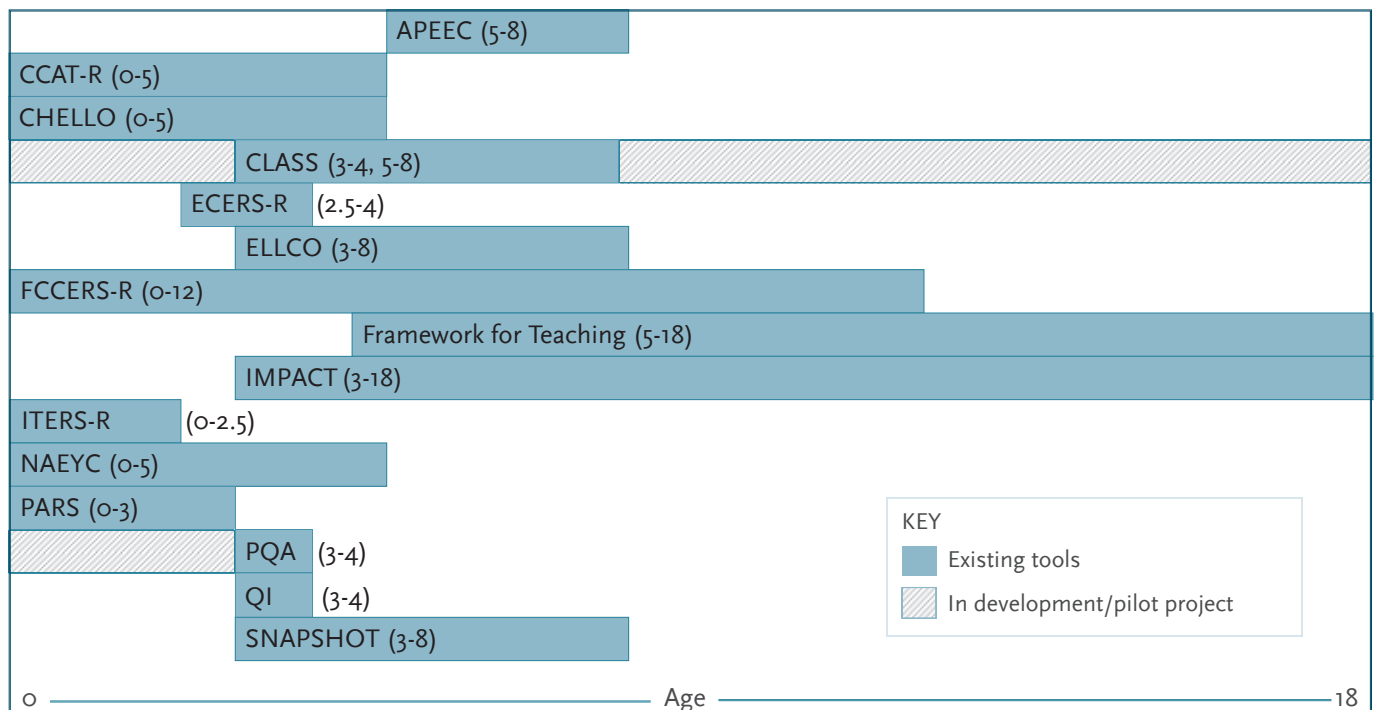 APEEC (5-8)
CCAT-R (0-5)
CHELLO (0-5)
CLASS (3-4, 5-8)
ECERS-R (2.5-4)
ELLCO (3-8)
FCCERS-R (0-12)
Framework for Teaching (5-18)
IMPACT (3-18)
ITERS-R (0-2.5)
NAEYC (0-5)
PARS (0-3)
PQA (3-4)
QI (3-4)
SNAPSHOT (3-8)
KEY
Existing tools
In development/pilot project
0 Age 18